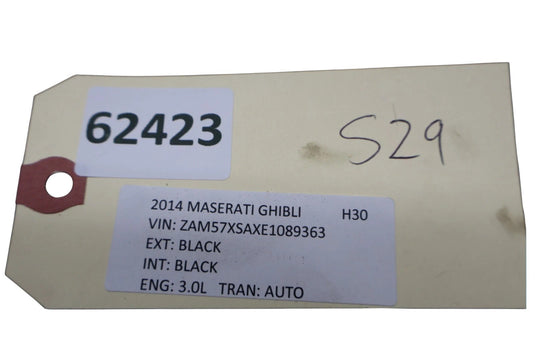 62423
S29
2014 MASERATI GHIBLI H30
VIN: ZAM57XSAXE1089363
EXT: BLACK
INT: BLACK
ENG: 3.0L TRAN: AUTO